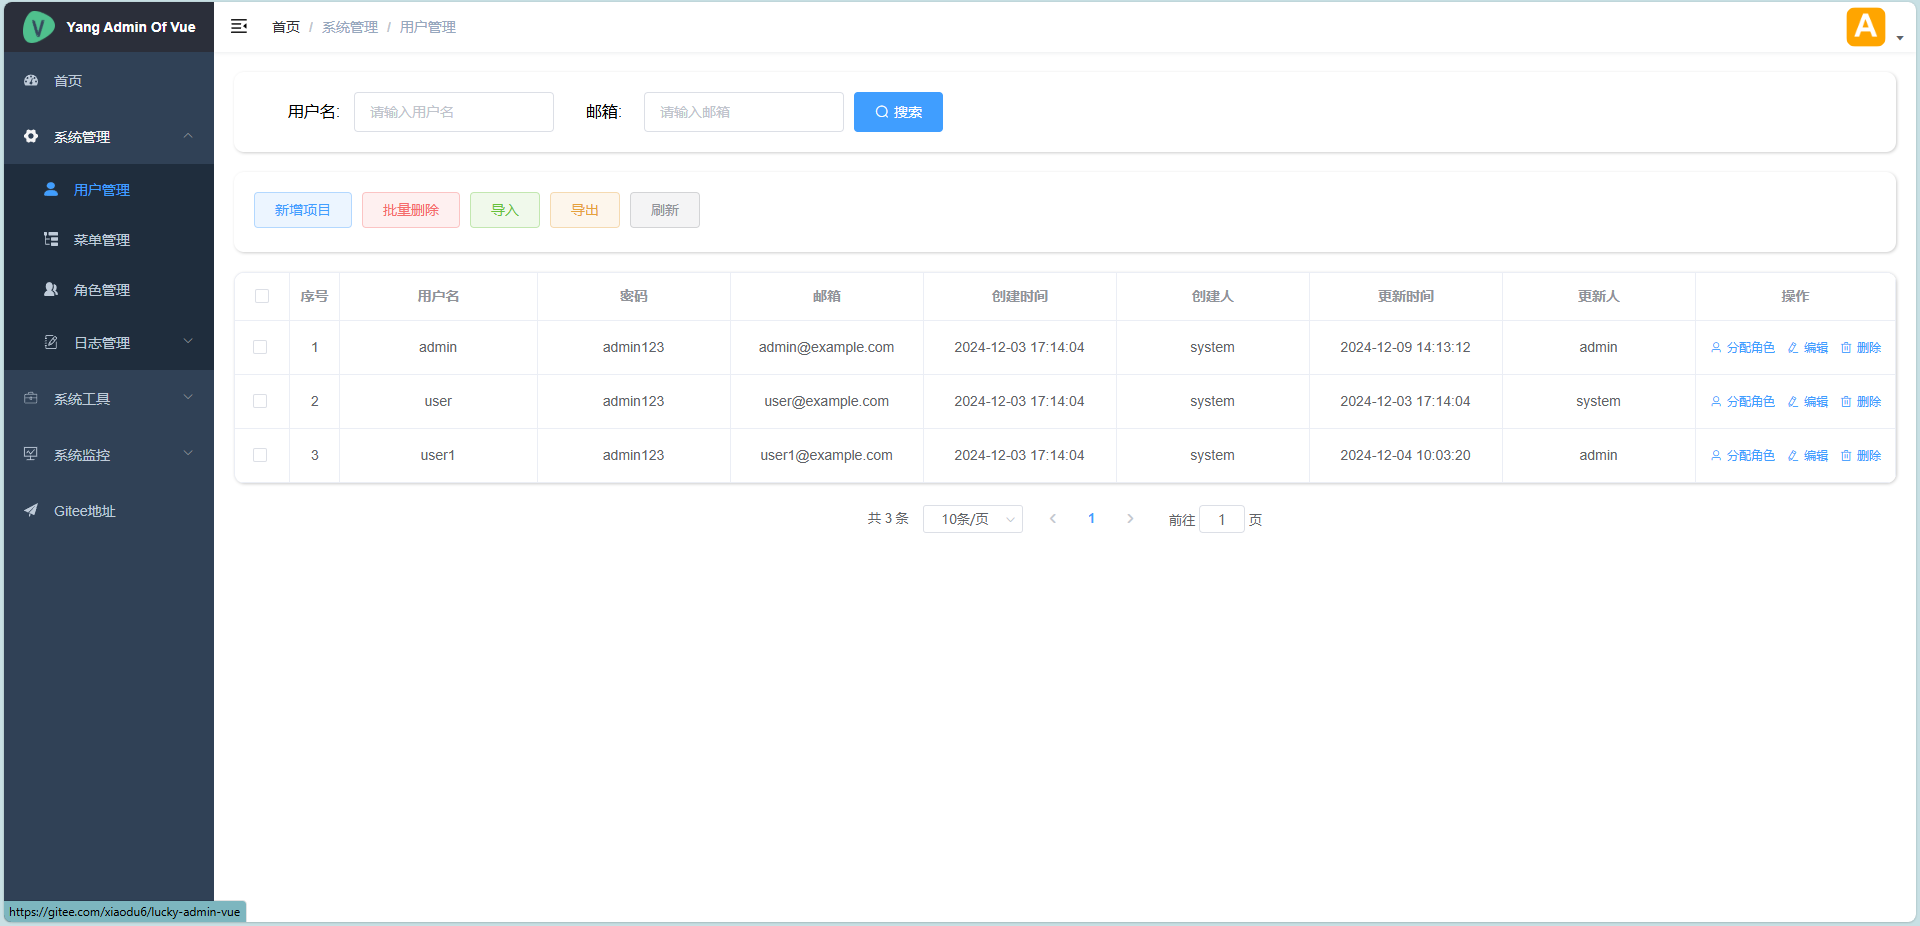 Yang Admin Of Vue
首页 / 系统管理 / 用户管理
A
首页
系统管理
用户管理
菜单管理
角色管理
日志管理
系统工具
系统监控
Gitee地址
用户名: 请输入用户名 邮箱: 请输入邮箱 搜索
新增项目 批量删除 导入 导出 刷新
序号 用户名 密码 邮箱 创建时间 创建人 更新时间 更新人 操作
1 admin admin123 admin@example.com 2024-12-03 17:14:04 system 2024-12-09 14:13:12 admin 分配角色 编辑 删除
2 user admin123 user@example.com 2024-12-03 17:14:04 system 2024-12-03 17:14:04 system 分配角色 编辑 删除
3 user1 admin123 user1@example.com 2024-12-03 17:14:04 system 2024-12-04 10:03:20 admin 分配角色 编辑 删除
共 3 条 10条/页 1 前往 1 页
https://gitee.com/xiaodu6/lucky-admin-vue